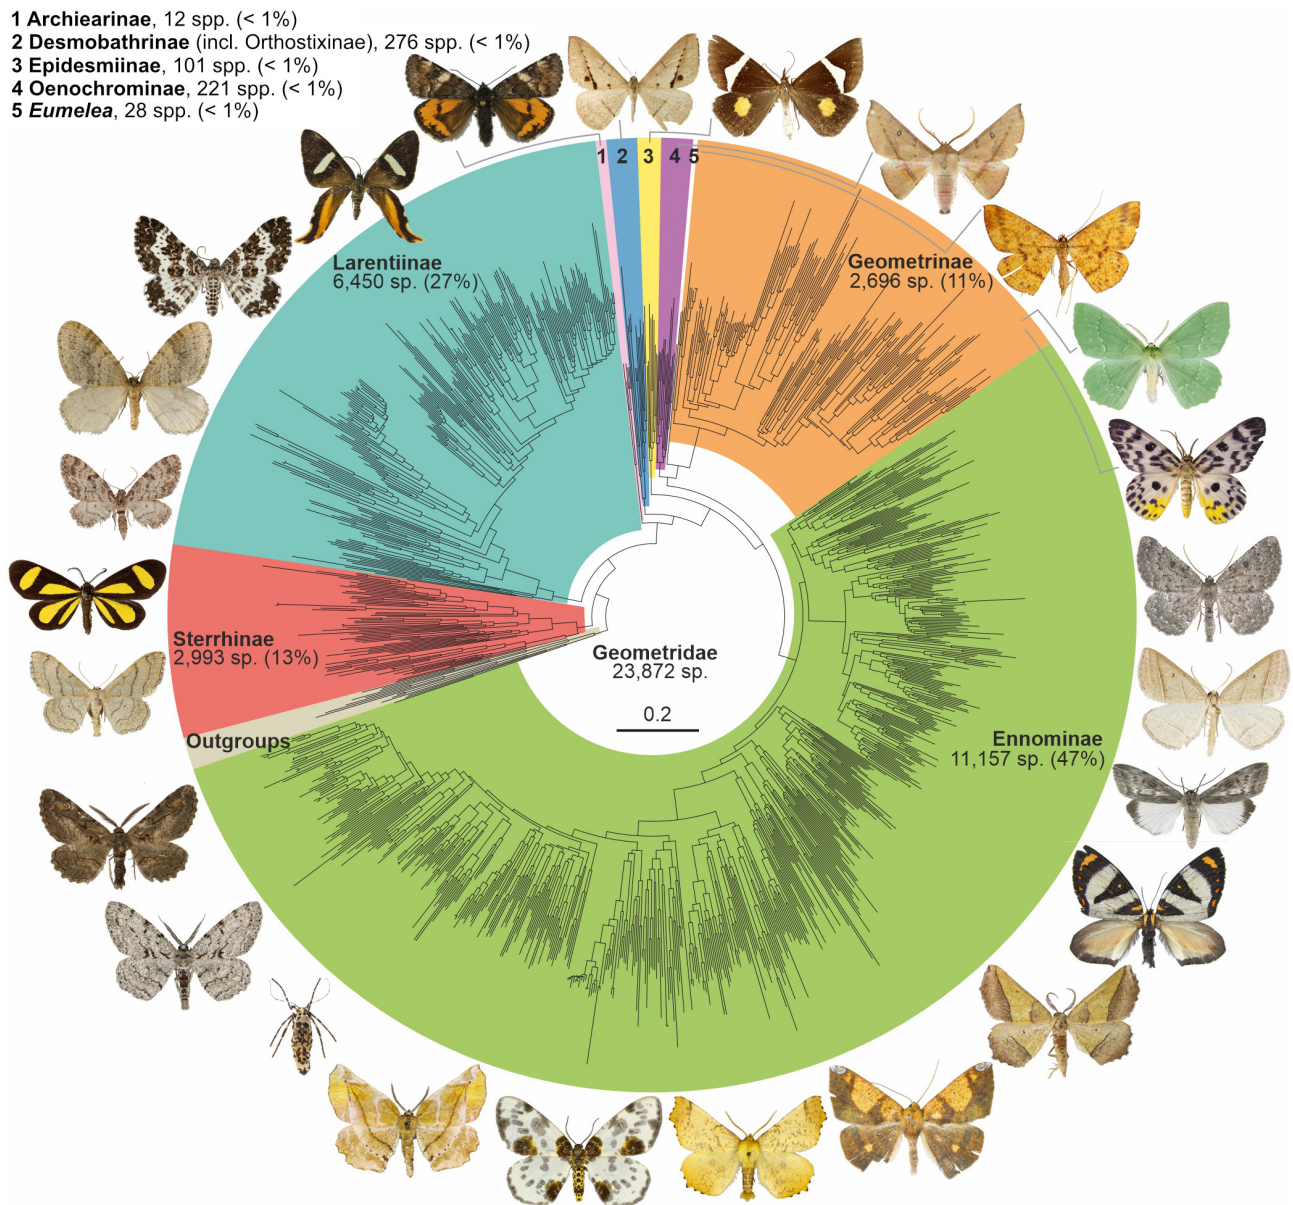 1 Archiearinae, 12 spp. (< 1%)
2 Desmobathrinae (incl. Orthostixinae), 276 spp. (< 1%)
3 Epidesmiinae, 101 spp. (< 1%)
4 Oenochrominae, 221 spp. (< 1%)
5 Eumelea, 28 spp. (< 1%)
1 2 3 4 5
Larentiinae
6,450 sp. (27%)
Geometrinae
2,696 sp. (11%)
Sterrhinae
2,993 sp. (13%)
Geometridae
23,872 sp.
0.2
Outgroups
Ennominae
11,157 sp. (47%)